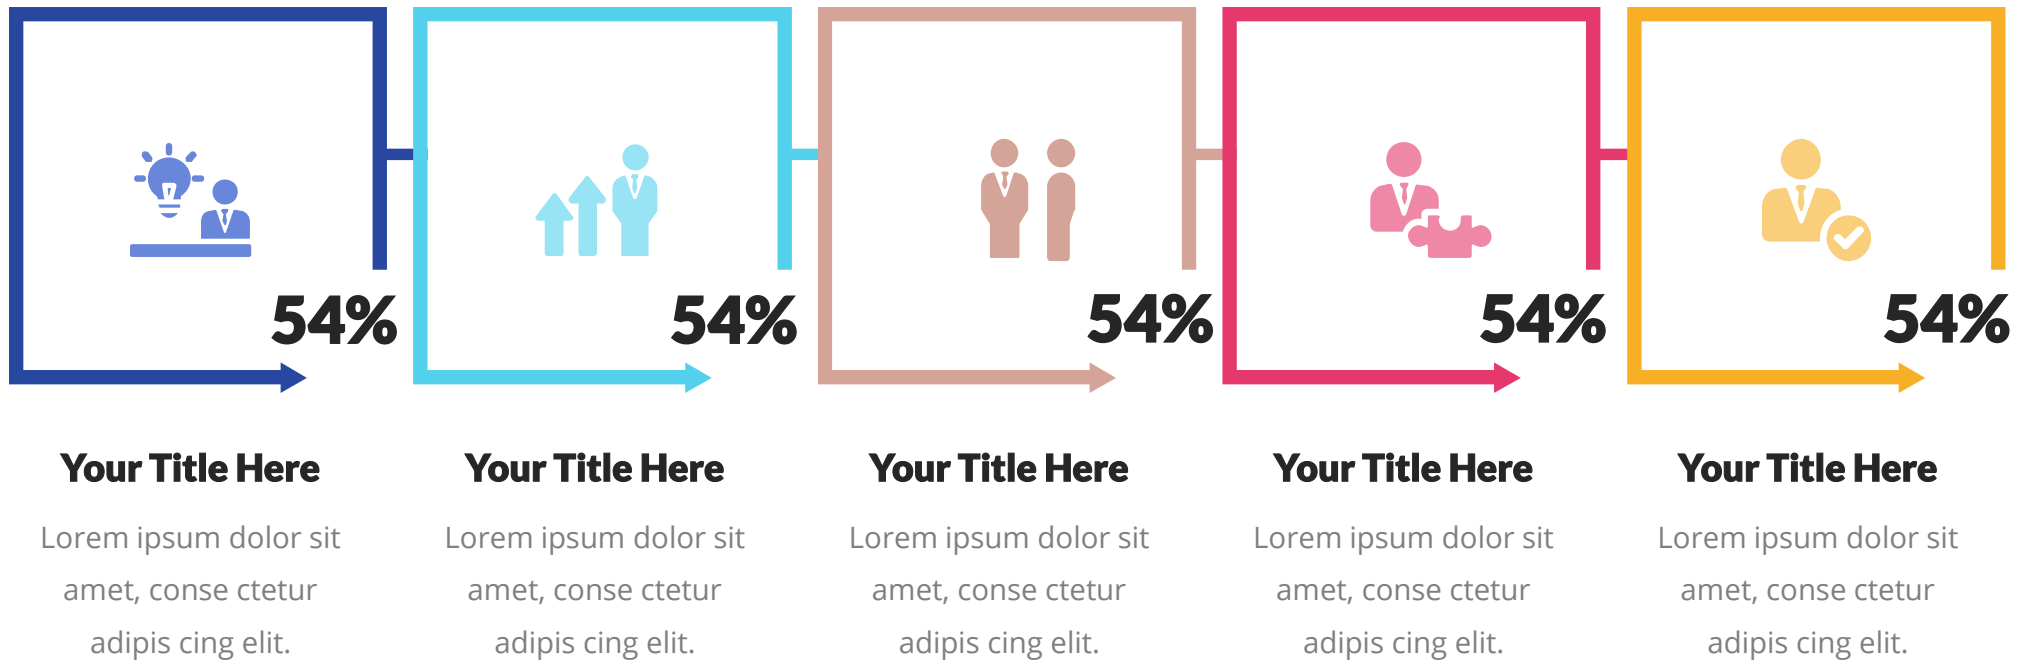 54%
54%
54%
54%
54%
Your Title Here
Lorem ipsum dolor sit
amet, conse ctetur
adipis cing elit.
Your Title Here
Lorem ipsum dolor sit
amet, conse ctetur
adipis cing elit.
Your Title Here
Lorem ipsum dolor sit
amet, conse ctetur
adipis cing elit.
Your Title Here
Lorem ipsum dolor sit
amet, conse ctetur
adipis cing elit.
Your Title Here
Lorem ipsum dolor sit
amet, conse ctetur
adipis cing elit.